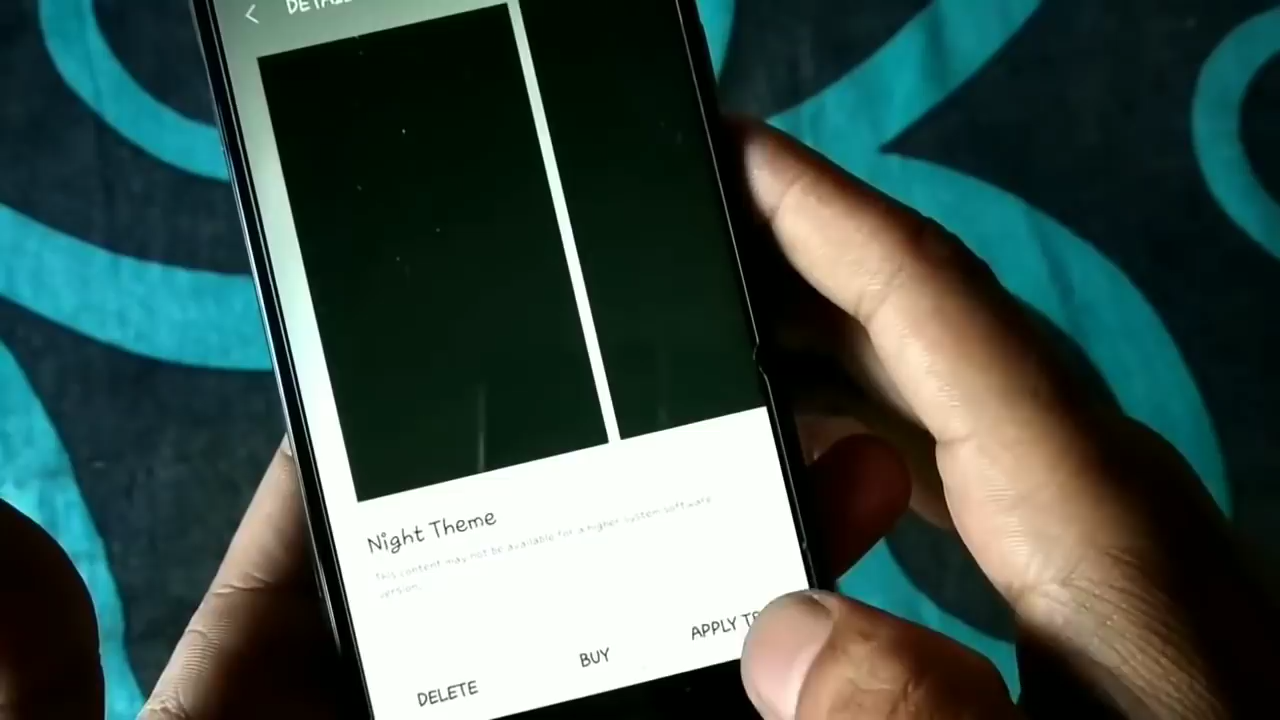 Night Theme
This content may not be available for a higher system software
version.
APPLY
BUY
DELETE